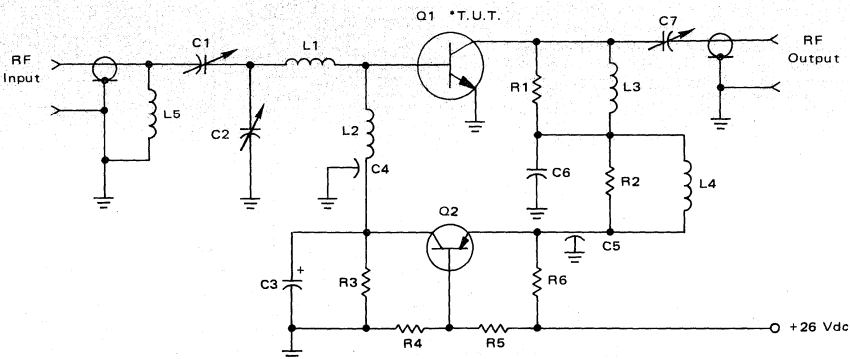 Q1 *T.U.T.
C7
C1
L1
RF
Input
RF
Output
R1
L3
L5
C2
L2
C4
C6
R2
L4
Q2
C5
C3
+
R3
R6
R4
R5
+26 Vdc